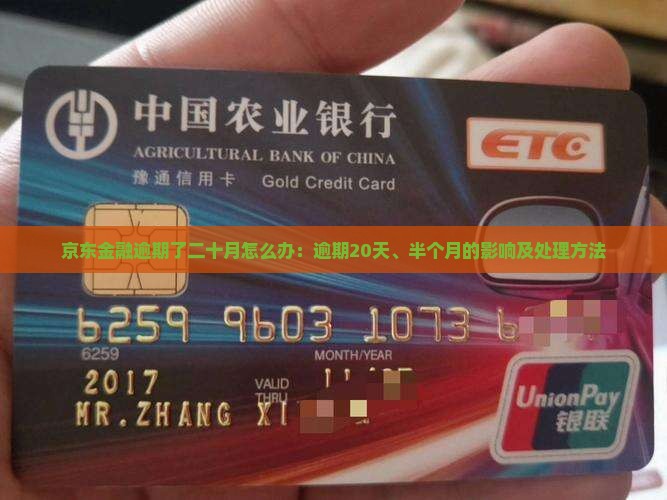 中国农业银行
AGRICULTURAL BANK OF CHINA
ETC
豫通信用卡 Gold Credit Card
京东金融逾期了二十月怎么办：逾期20天、半个月的影响及处理方法
6259 9603 1073 6
6259
MONTH/YEAR
2017 VALID THRU 11/
MR.ZHANG XI
UnionPay
银联